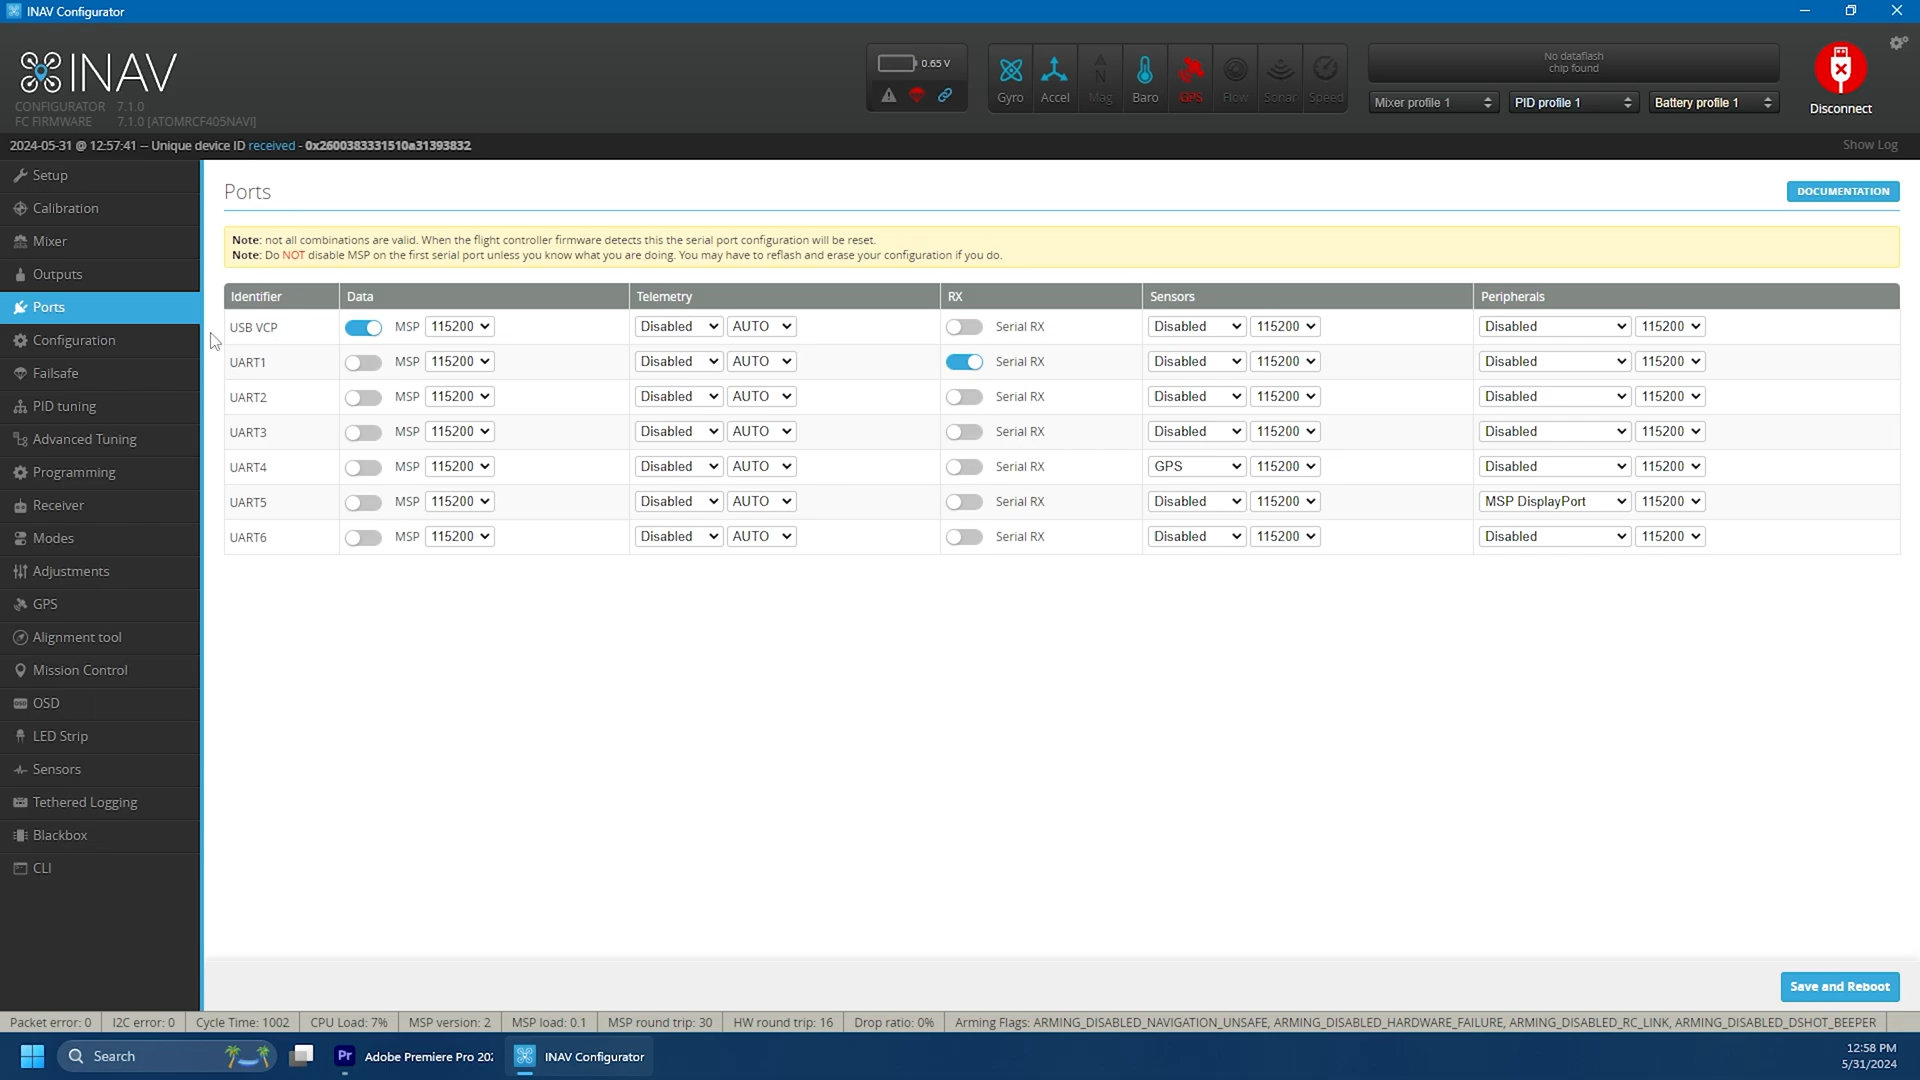 INAV Configurator
INAV
CONFIGURATOR 7.1.0
FC FIRMWARE 7.1.0 [ATOMRCF405NAVI]
0.65 V
Gyro Accel Mag Baro GPS Flow Sonar Speed
No dataflash
chip found
Mixer profile 1 PID profile 1 Battery profile 1
Disconnect
2024-05-31 @ 12:57:41 -- Unique device ID received - 0x2600383331510a31393832
Show Log
Setup
Calibration
Mixer
Outputs
Ports
Configuration
Failsafe
PID tuning
Advanced Tuning
Programming
Receiver
Modes
Adjustments
GPS
Alignment tool
Mission Control
OSD
LED Strip
Sensors
Tethered Logging
Blackbox
CLI
Ports
DOCUMENTATION
Note: not all combinations are valid. When the flight controller firmware detects this the serial port configuration will be reset.
Note: Do NOT disable MSP on the first serial port unless you know what you are doing. You may have to reflash and erase your configuration if you do.
Identifier Data Telemetry RX Sensors Peripherals
USB VCP MSP 115200 Disabled AUTO Serial RX Disabled 115200 Disabled 115200
UART1 MSP 115200 Disabled AUTO Serial RX Disabled 115200 Disabled 115200
UART2 MSP 115200 Disabled AUTO Serial RX Disabled 115200 Disabled 115200
UART3 MSP 115200 Disabled AUTO Serial RX Disabled 115200 Disabled 115200
UART4 MSP 115200 Disabled AUTO Serial RX GPS 115200 Disabled 115200
UART5 MSP 115200 Disabled AUTO Serial RX Disabled 115200 MSP DisplayPort 115200
UART6 MSP 115200 Disabled AUTO Serial RX Disabled 115200 Disabled 115200
Save and Reboot
Packet error: 0 I2C error: 0 Cycle Time: 1002 CPU Load: 7% MSP version: 2 MSP load: 0.1 MSP round trip: 30 HW round trip: 16 Drop ratio: 0% Arming Flags: ARMING_DISABLED_NAVIGATION_UNSAFE, ARMING_DISABLED_HARDWARE_FAILURE, ARMING_DISABLED_RC_LINK, ARMING_DISABLED_DSHOT_BEEPER
Search
Pr Adobe Premiere Pro 202
INAV Configurator
12:58 PM
5/31/2024